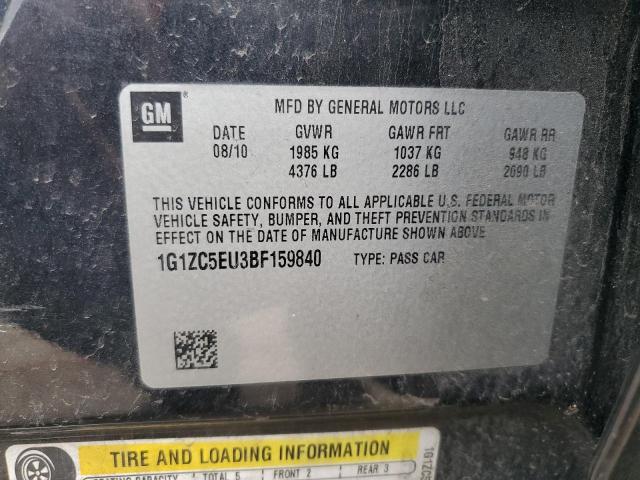 GM
MFD BY GENERAL MOTORS LLC
DATE GVWR GAWR FRT GAWR RR
08/10 1985 KG 1037 KG 948 KG
4376 LB 2286 LB 2090 LB
THIS VEHICLE CONFORMS TO ALL APPLICABLE U.S. FEDERAL MOTOR
VEHICLE SAFETY, BUMPER, AND THEFT PREVENTION STANDARDS IN
EFFECT ON THE DATE OF MANUFACTURE SHOWN ABOVE
1G1ZC5EU3BF159840 TYPE: PASS CAR
TIRE AND LOADING INFORMATION
SEATING CAPACITY TOTAL 5 FRONT 2 REAR 3
1G1ZC5